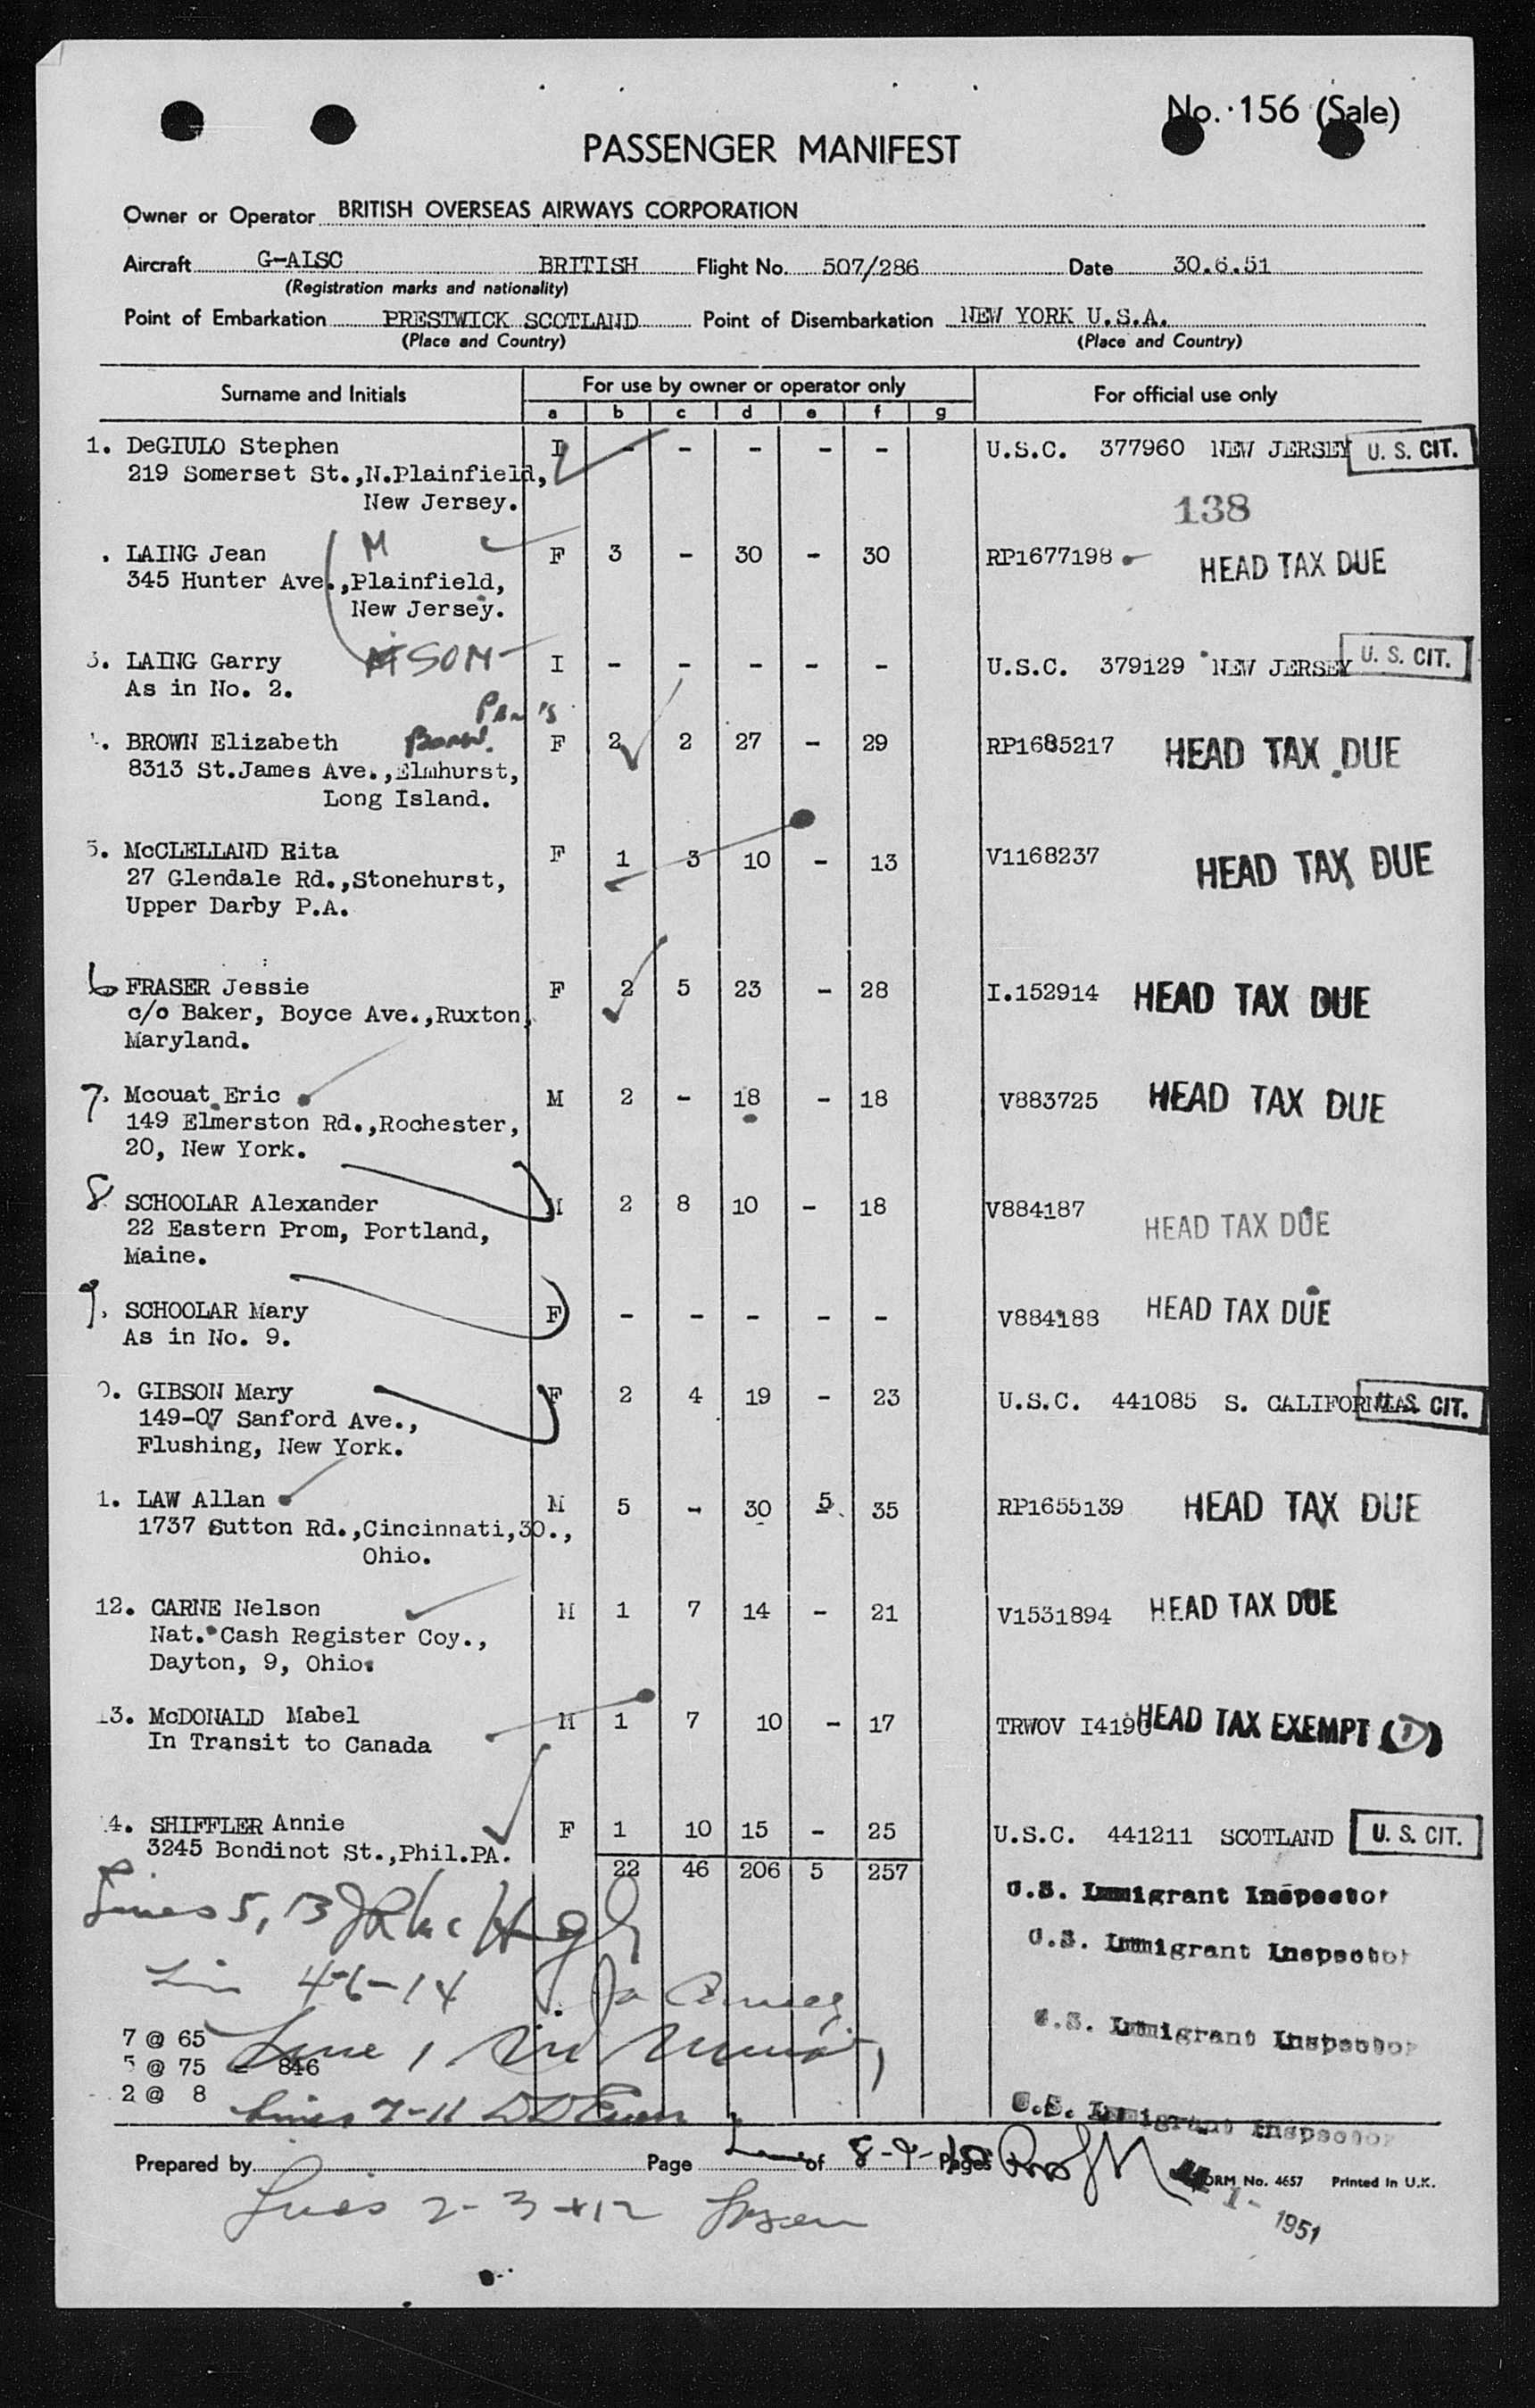 No. 156 (Sale)
PASSENGER MANIFEST
Owner or Operator BRITISH OVERSEAS AIRWAYS CORPORATION
Aircraft G-ALSC BRITISH Flight No. 507/286 Date 30.6.51
(Registration marks and nationality)
Point of Embarkation PRESTWICK SCOTLAND Point of Disembarkation NEW YORK U.S.A.
(Place and Country) (Place and Country)
Surname and Initials For use by owner or operator only For official use only
a b c d e f g
1. DeGIULO Stephen I - - - - - U.S.C. 377960 NEW JERSEY U. S. CIT.
219 Somerset St.,N.Plainfield,
New Jersey. 138
. LAING Jean M F 3 - 30 - 30 RP1677198 HEAD TAX DUE
345 Hunter Ave.,Plainfield,
New Jersey.
3. LAING Garry SON I - - - - - U.S.C. 379129 NEW JERSEY U. S. CIT.
As in No. 2.
BROWN Elizabeth F 2 2 27 - 29 RP1685217 HEAD TAX DUE
8313 St.James Ave.,Elmhurst,
Long Island.
5. McCLELLAND Rita F 1 3 10 - 13 V1168237 HEAD TAX DUE
27 Glendale Rd.,Stonehurst,
Upper Darby P.A.
6 FRASER Jessie F 2 5 23 - 28 I.152914 HEAD TAX DUE
c/o Baker, Boyce Ave.,Ruxton,
Maryland.
7. Mcouat Eric M 2 - 18 - 18 V883725 HEAD TAX DUE
149 Elmerston Rd.,Rochester,
20, New York.
8 SCHOOLAR Alexander M 2 8 10 - 18 V884187 HEAD TAX DUE
22 Eastern Prom, Portland,
Maine.
9. SCHOOLAR Mary F - - - - - V884188 HEAD TAX DUE
As in No. 9.
0. GIBSON Mary F 2 4 19 - 23 U.S.C. 441085 S. CALIFORNIA. U. S. CIT.
149-07 Sanford Ave.,
Flushing, New York.
1. LAW Allan M 5 - 30 5 35 RP1655139 HEAD TAX DUE
1737 Sutton Rd.,Cincinnati,30.,
Ohio.
12. CARNE Nelson M 1 7 14 - 21 V1531894 HEAD TAX DUE
Nat. Cash Register Coy.,
Dayton, 9, Ohio.
13. McDONALD Mabel M 1 7 10 - 17 TRWOV I4190 HEAD TAX EXEMPT (1)
In Transit to Canada
4. SHIFFLER Annie F 1 10 15 - 25 U.S.C. 441211 SCOTLAND U. S. CIT.
3245 Bondinot St.,Phil.PA.
22 46 206 5 257
U.S. Immigrant Inspector
Lines 5, 13
U.S. Immigrant Inspector
4-6-14
7 @ 65
U.S. Immigrant Inspector
Line 1
5 @ 75 = 846
2 @ 8
Lines 7-11
U.S. Immigrant Inspector
Prepared by Page Line of 8-9-10 Pages
FORM No. 4657 Printed in U.K.
Lines 2-3+12
1- 1951